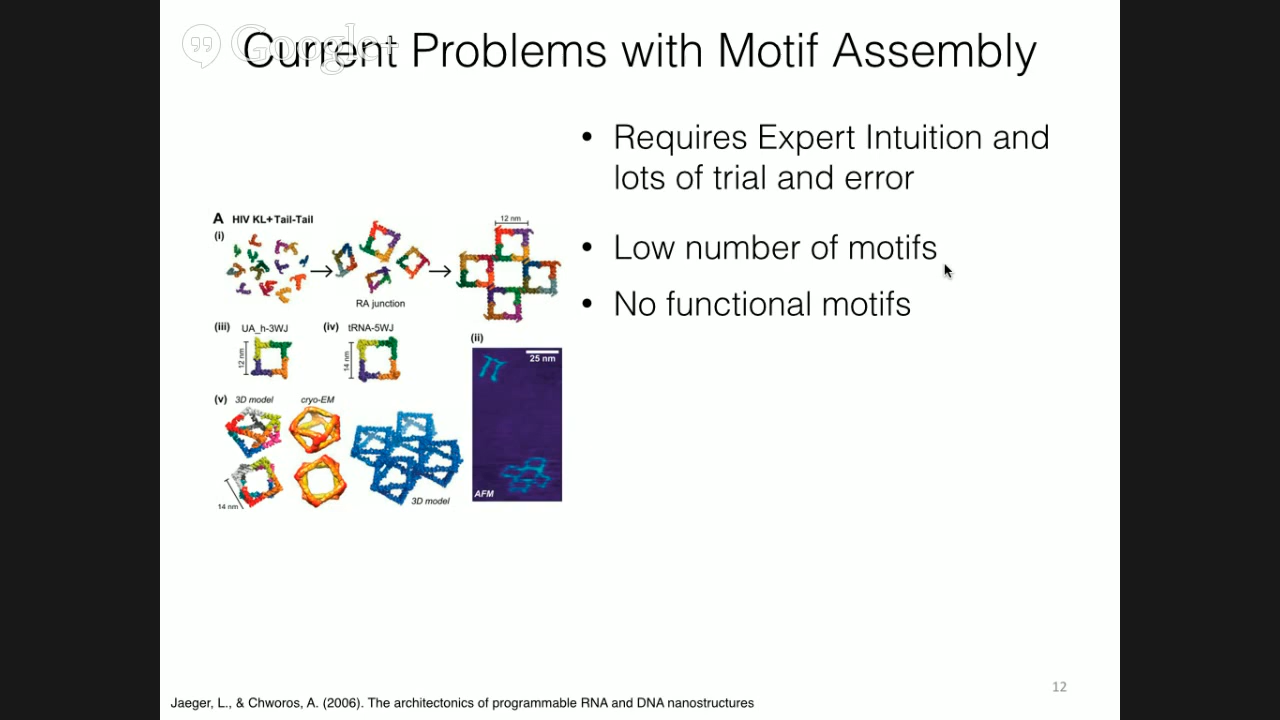 Google+
Current Problems with Motif Assembly
• Requires Expert Intuition and
lots of trial and error
• Low number of motifs
• No functional motifs
A HIV KL+Tail-Tail
(i)
12 nm
RA junction
(iii) UA_h-3WJ
(iv) tRNA-5WJ
(ii)
12 nm
14 nm
25 nm
(v) 3D model cryo-EM
14 nm
3D model
AFM
12
Jaeger, L., & Chworos, A. (2006). The architectonics of programmable RNA and DNA nanostructures